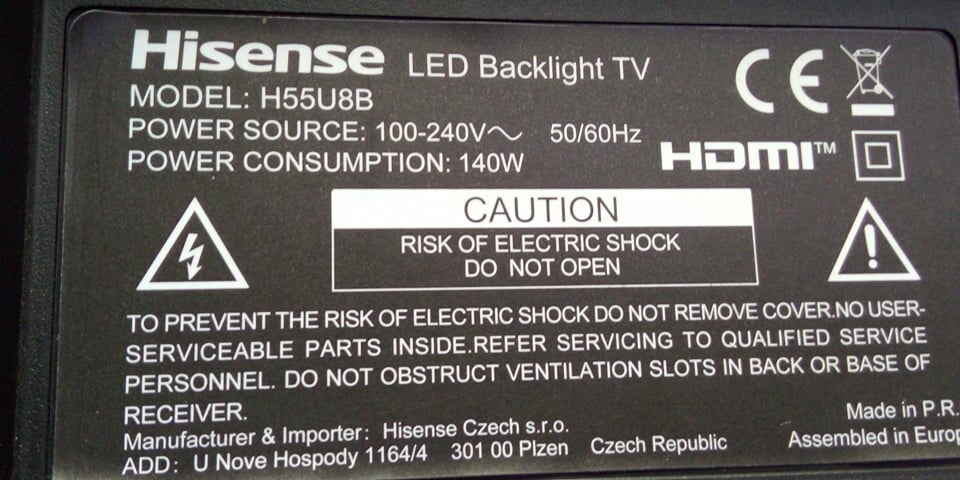 Hisense LED Backlight TV
MODEL: H55U8B
POWER SOURCE: 100-240V～ 50/60Hz
POWER CONSUMPTION: 140W
CE
HDMI™
CAUTION
RISK OF ELECTRIC SHOCK
DO NOT OPEN
TO PREVENT THE RISK OF ELECTRIC SHOCK DO NOT REMOVE COVER.NO USER-
SERVICEABLE PARTS INSIDE.REFER SERVICING TO QUALIFIED SERVICE
PERSONNEL. DO NOT OBSTRUCT VENTILATION SLOTS IN BACK OR BASE OF
RECEIVER.
Manufacturer & Importer: Hisense Czech s.r.o.
ADD: U Nove Hospody 1164/4 301 00 Plzen Czech Republic
Made in P.R.
Assembled in Europ